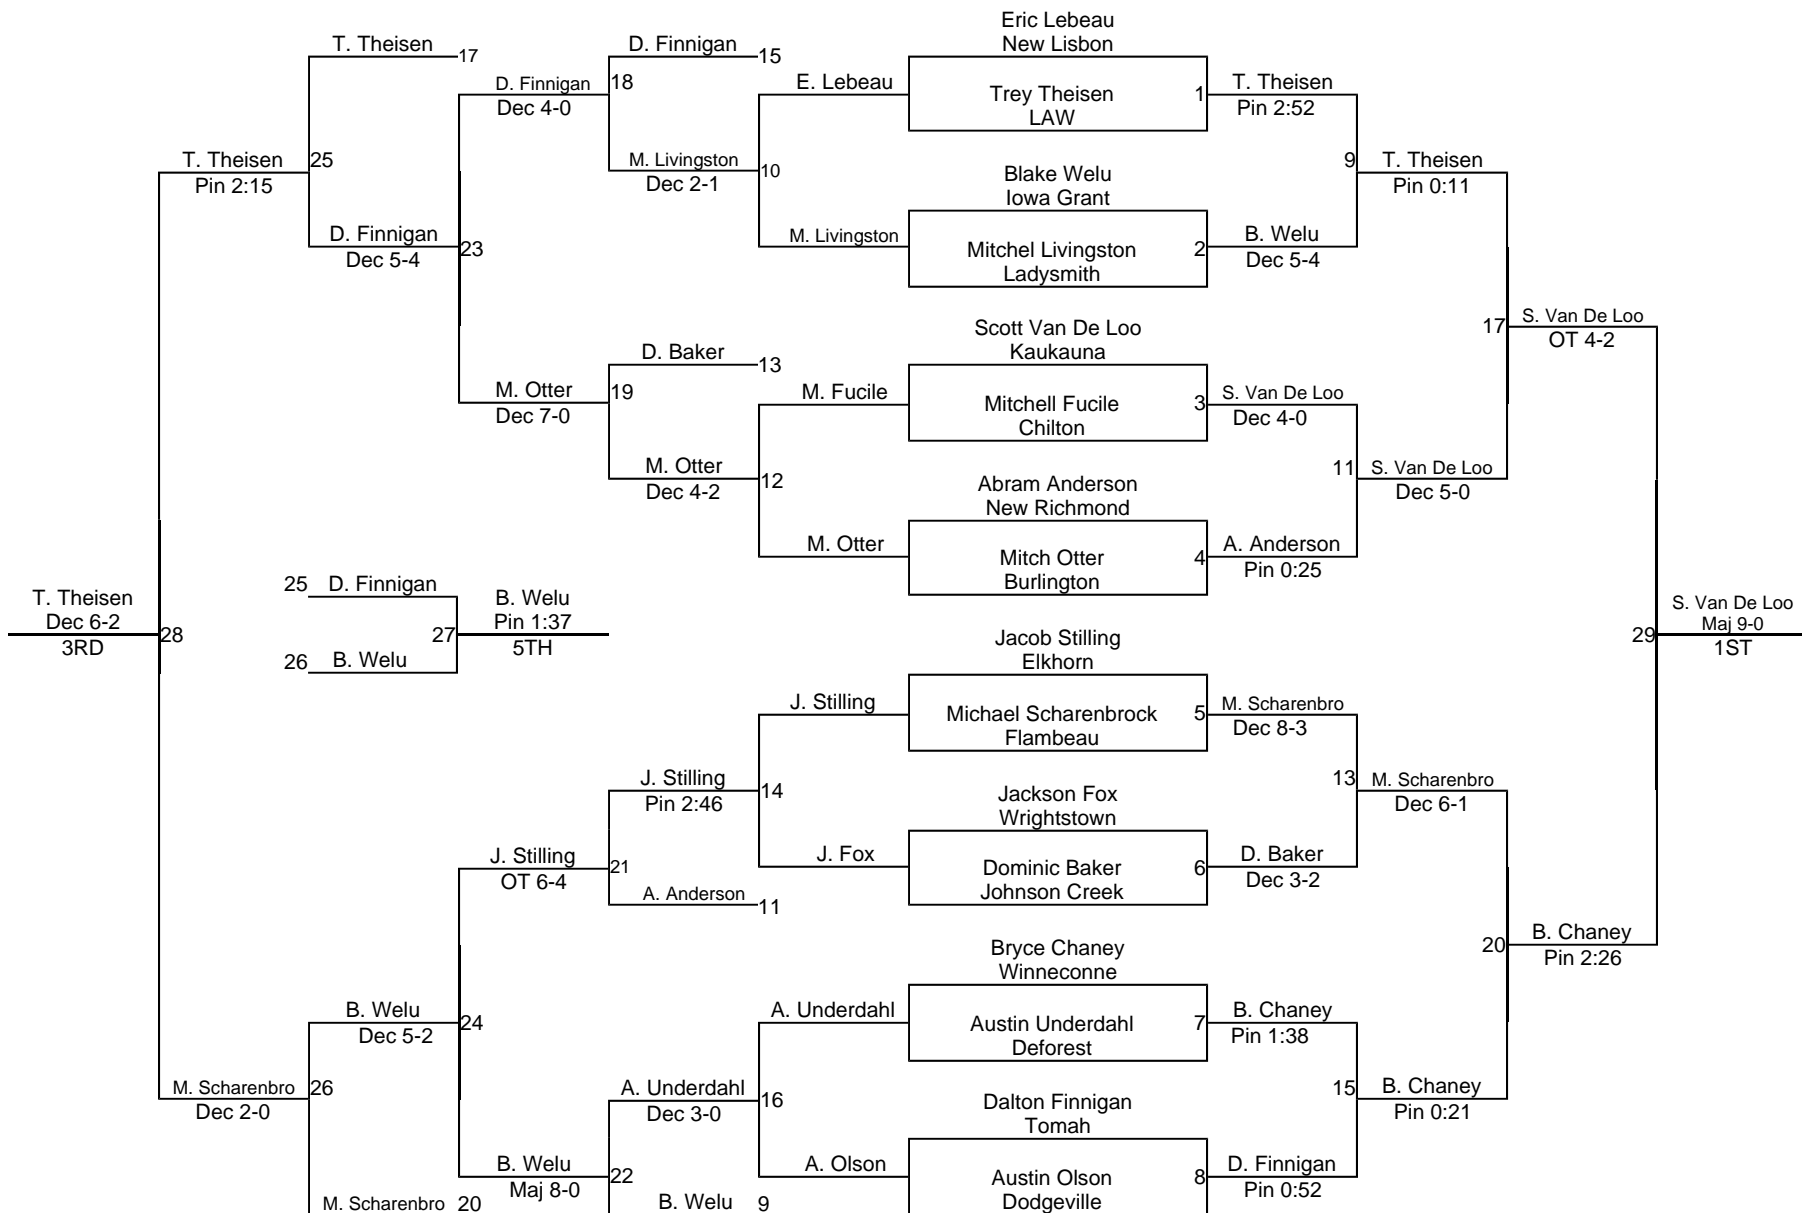 Eric Lebeau
T. Theisen D. Finnigan New Lisbon
17 15
D. Finnigan 18 E. Lebeau Trey Theisen 1 T. Theisen
Dec 4-0 LAW Pin 2:52
T. Theisen 25 M. Livingston 10 Blake Welu 9 T. Theisen
Pin 2:15 Dec 2-1 Iowa Grant Pin 0:11
D. Finnigan 23 M. Livingston Mitchel Livingston 2 B. Welu
Dec 5-4 Ladysmith Dec 5-4
Scott Van De Loo 17 S. Van De Loo
D. Baker 13 Kaukauna OT 4-2
M. Otter 19 M. Fucile Mitchell Fucile 3 S. Van De Loo
Dec 7-0 Chilton Dec 4-0
M. Otter 12 Abram Anderson 11 S. Van De Loo
Dec 4-2 New Richmond Dec 5-0
M. Otter Mitch Otter 4 A. Anderson
25 D. Finnigan Burlington Pin 0:25
T. Theisen B. Welu S. Van De Loo
Dec 6-2 Pin 1:37 Maj 9-0
28 27 29
3RD 5TH Jacob Stilling 1ST
26 B. Welu Elkhorn
J. Stilling Michael Scharenbrock 5 M. Scharenbro
Flambeau Dec 8-3
J. Stilling 14 Jackson Fox 13 M. Scharenbro
Pin 2:46 Wrightstown Dec 6-1
J. Stilling 21 J. Fox Dominic Baker 6 D. Baker
OT 6-4 Johnson Creek Dec 3-2
A. Anderson 11
Bryce Chaney 20 B. Chaney
Winneconne Pin 2:26
B. Welu 24 A. Underdahl Austin Underdahl 7 B. Chaney
Dec 5-2 Deforest Pin 1:38
M. Scharenbro 26 A. Underdahl 16 Dalton Finnigan 15 B. Chaney
Dec 2-0 Dec 3-0 Tomah Pin 0:21
B. Welu 22 A. Olson Austin Olson 8 D. Finnigan
Maj 8-0 Dodgeville Pin 0:52
M. Scharenbro 20 B. Welu 9